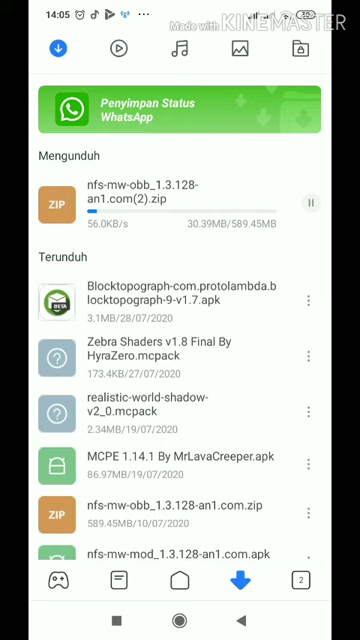 14:05
Made with KINEMASTER
Penyimpan Status
WhatsApp
Mengunduh
ZIP
nfs-mw-obb_1.3.128-
an1.com(2).zip
56.0KB/s 30.39MB/589.45MB
Terunduh
BETA
Blocktopograph-com.protolambda.b
locktopograph-9-v1.7.apk
3.1MB/28/07/2020
Zebra Shaders v1.8 Final By
HyraZero.mcpack
173.4KB/27/07/2020
realistic-world-shadow-
v2_0.mcpack
2.34MB/19/07/2020
MCPE 1.14.1 By MrLavaCreeper.apk
86.97MB/19/07/2020
ZIP
nfs-mw-obb_1.3.128-an1.com.zip
589.45MB/10/07/2020
nfs-mw-mod_1.3.128-an1.com.apk
2